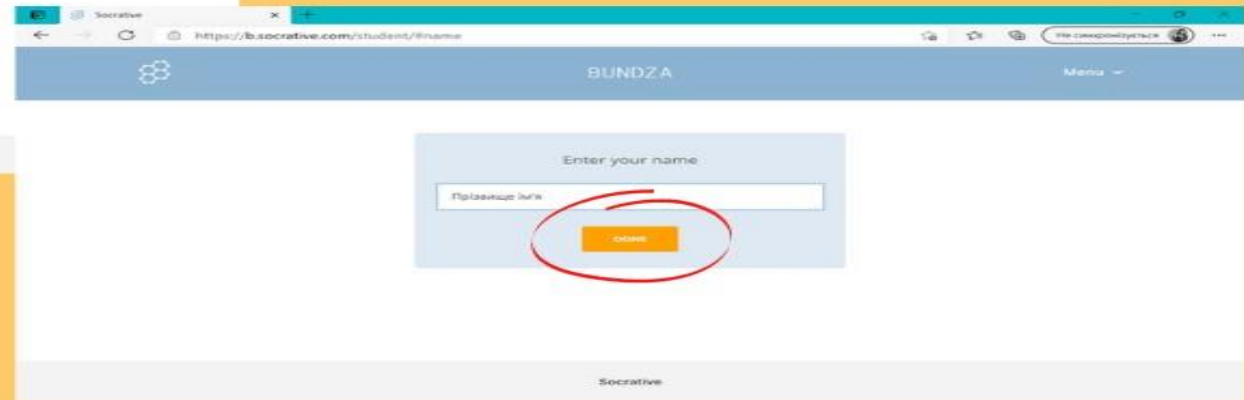 Socrative
https://b.socrative.com/student/#name
Не синхронізується
BUNDZA
Menu
Enter your name
Прізвище ім'я
DONE
Socrative